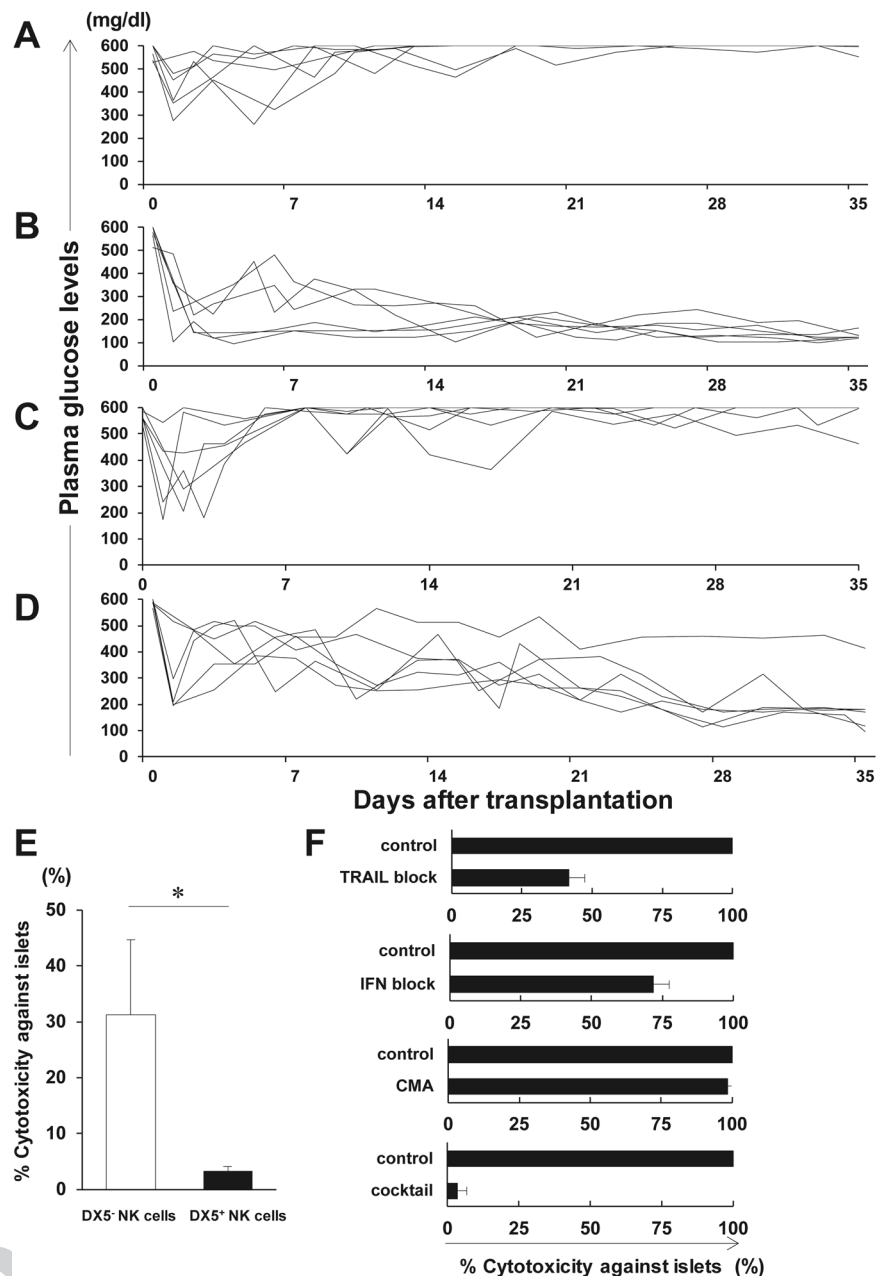 (mg/dl)
A
600
500
400
300
200
100
0
0 7 14 21 28 35
B
600
500
400
300
200
100
0
0 7 14 21 28 35
Plasma glucose levels
C
600
500
400
300
200
100
0
0 7 14 21 28 35
D
600
500
400
300
200
100
0
0 7 14 21 28 35
Days after transplantation
E
(%)
*
50
40
30
20
10
0
% Cytotoxicity against islets
DX5⁻ NK cells DX5⁺ NK cells
F
control
TRAIL block
0 25 50 75 100
control
IFN block
0 25 50 75 100
control
CMA
0 25 50 75 100
control
cocktail
0 25 50 75 100
% Cytotoxicity against islets (%)